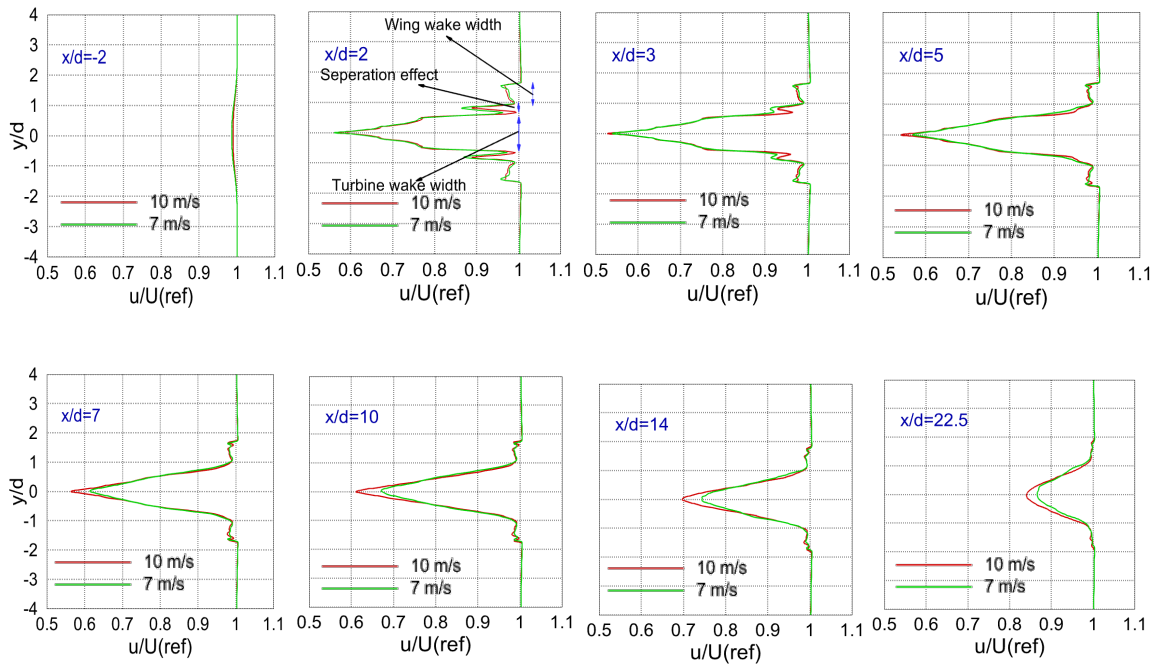 x/d=-2
y/d
4
3
2
1
0
-1
-2
-3
-4
10 m/s
7 m/s
0.5 0.6 0.7 0.8 0.9 1 1.1
u/U(ref)
Wing wake width
x/d=2
Seperation effect
Turbine wake width
10 m/s
7 m/s
0.5 0.6 0.7 0.8 0.9 1 1.1
u/U(ref)
x/d=3
10 m/s
7 m/s
0.5 0.6 0.7 0.8 0.9 1 1.1
u/U(ref)
x/d=5
10 m/s
7 m/s
0.5 0.6 0.7 0.8 0.9 1 1.1
u/U(ref)
x/d=7
y/d
4
3
2
1
0
-1
-2
-3
-4
10 m/s
7 m/s
0.5 0.6 0.7 0.8 0.9 1 1.1
u/U(ref)
x/d=10
10 m/s
7 m/s
0.5 0.6 0.7 0.8 0.9 1 1.1
u/U(ref)
x/d=14
10 m/s
7 m/s
0.5 0.6 0.7 0.8 0.9 1 1.1
u/U(ref)
x/d=22.5
10 m/s
7 m/s
0.5 0.6 0.7 0.8 0.9 1 1.1
u/U(ref)